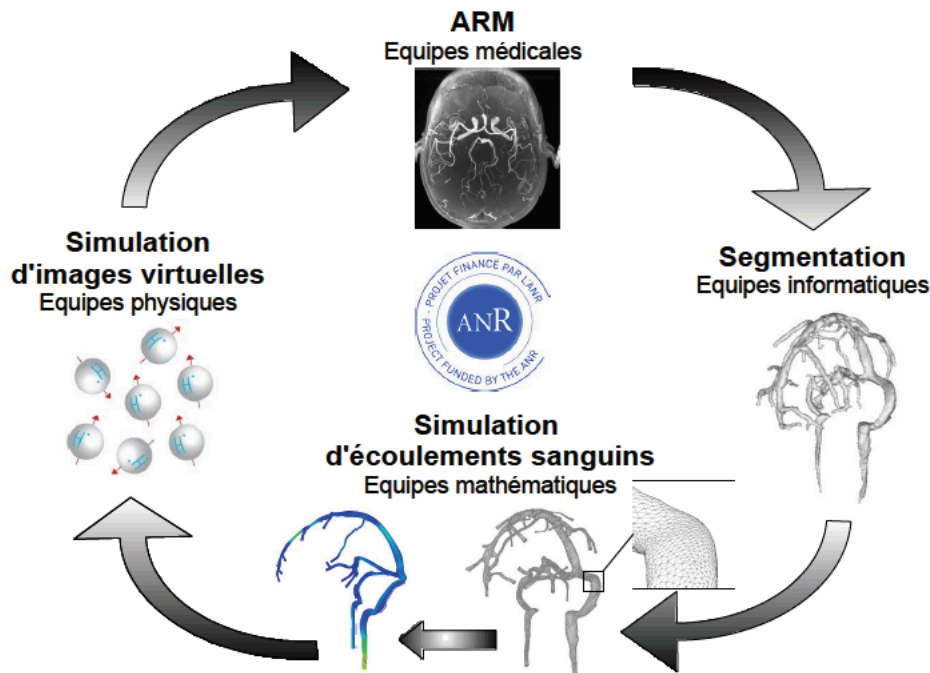 ARM
Equipes médicales
Segmentation
Equipes informatiques
Simulation
d'écoulements sanguins
Equipes mathématiques
Simulation
d'images virtuelles
Equipes physiques
H⁺
H⁺
H⁺
H⁺
H⁺
H⁺
H⁺
- PROJET FINANCÉ PAR L'ANR
- PROJECT FUNDED BY THE ANR
ANR